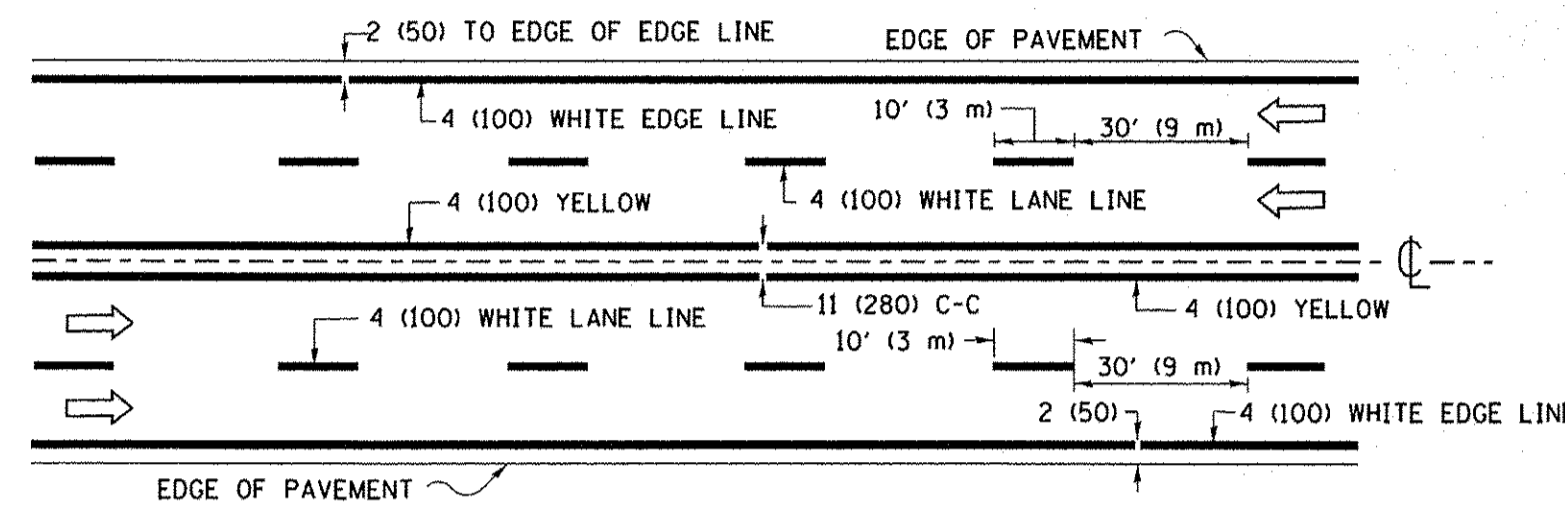 2 (50) TO EDGE OF EDGE LINE
EDGE OF PAVEMENT
4 (100) WHITE EDGE LINE
10' (3 m)
30' (9 m)
4 (100) YELLOW
4 (100) WHITE LANE LINE
℄
11 (280) C-C
4 (100) YELLOW
4 (100) WHITE LANE LINE
10' (3 m)
30' (9 m)
2 (50)
4 (100) WHITE EDGE LIN
EDGE OF PAVEMENT